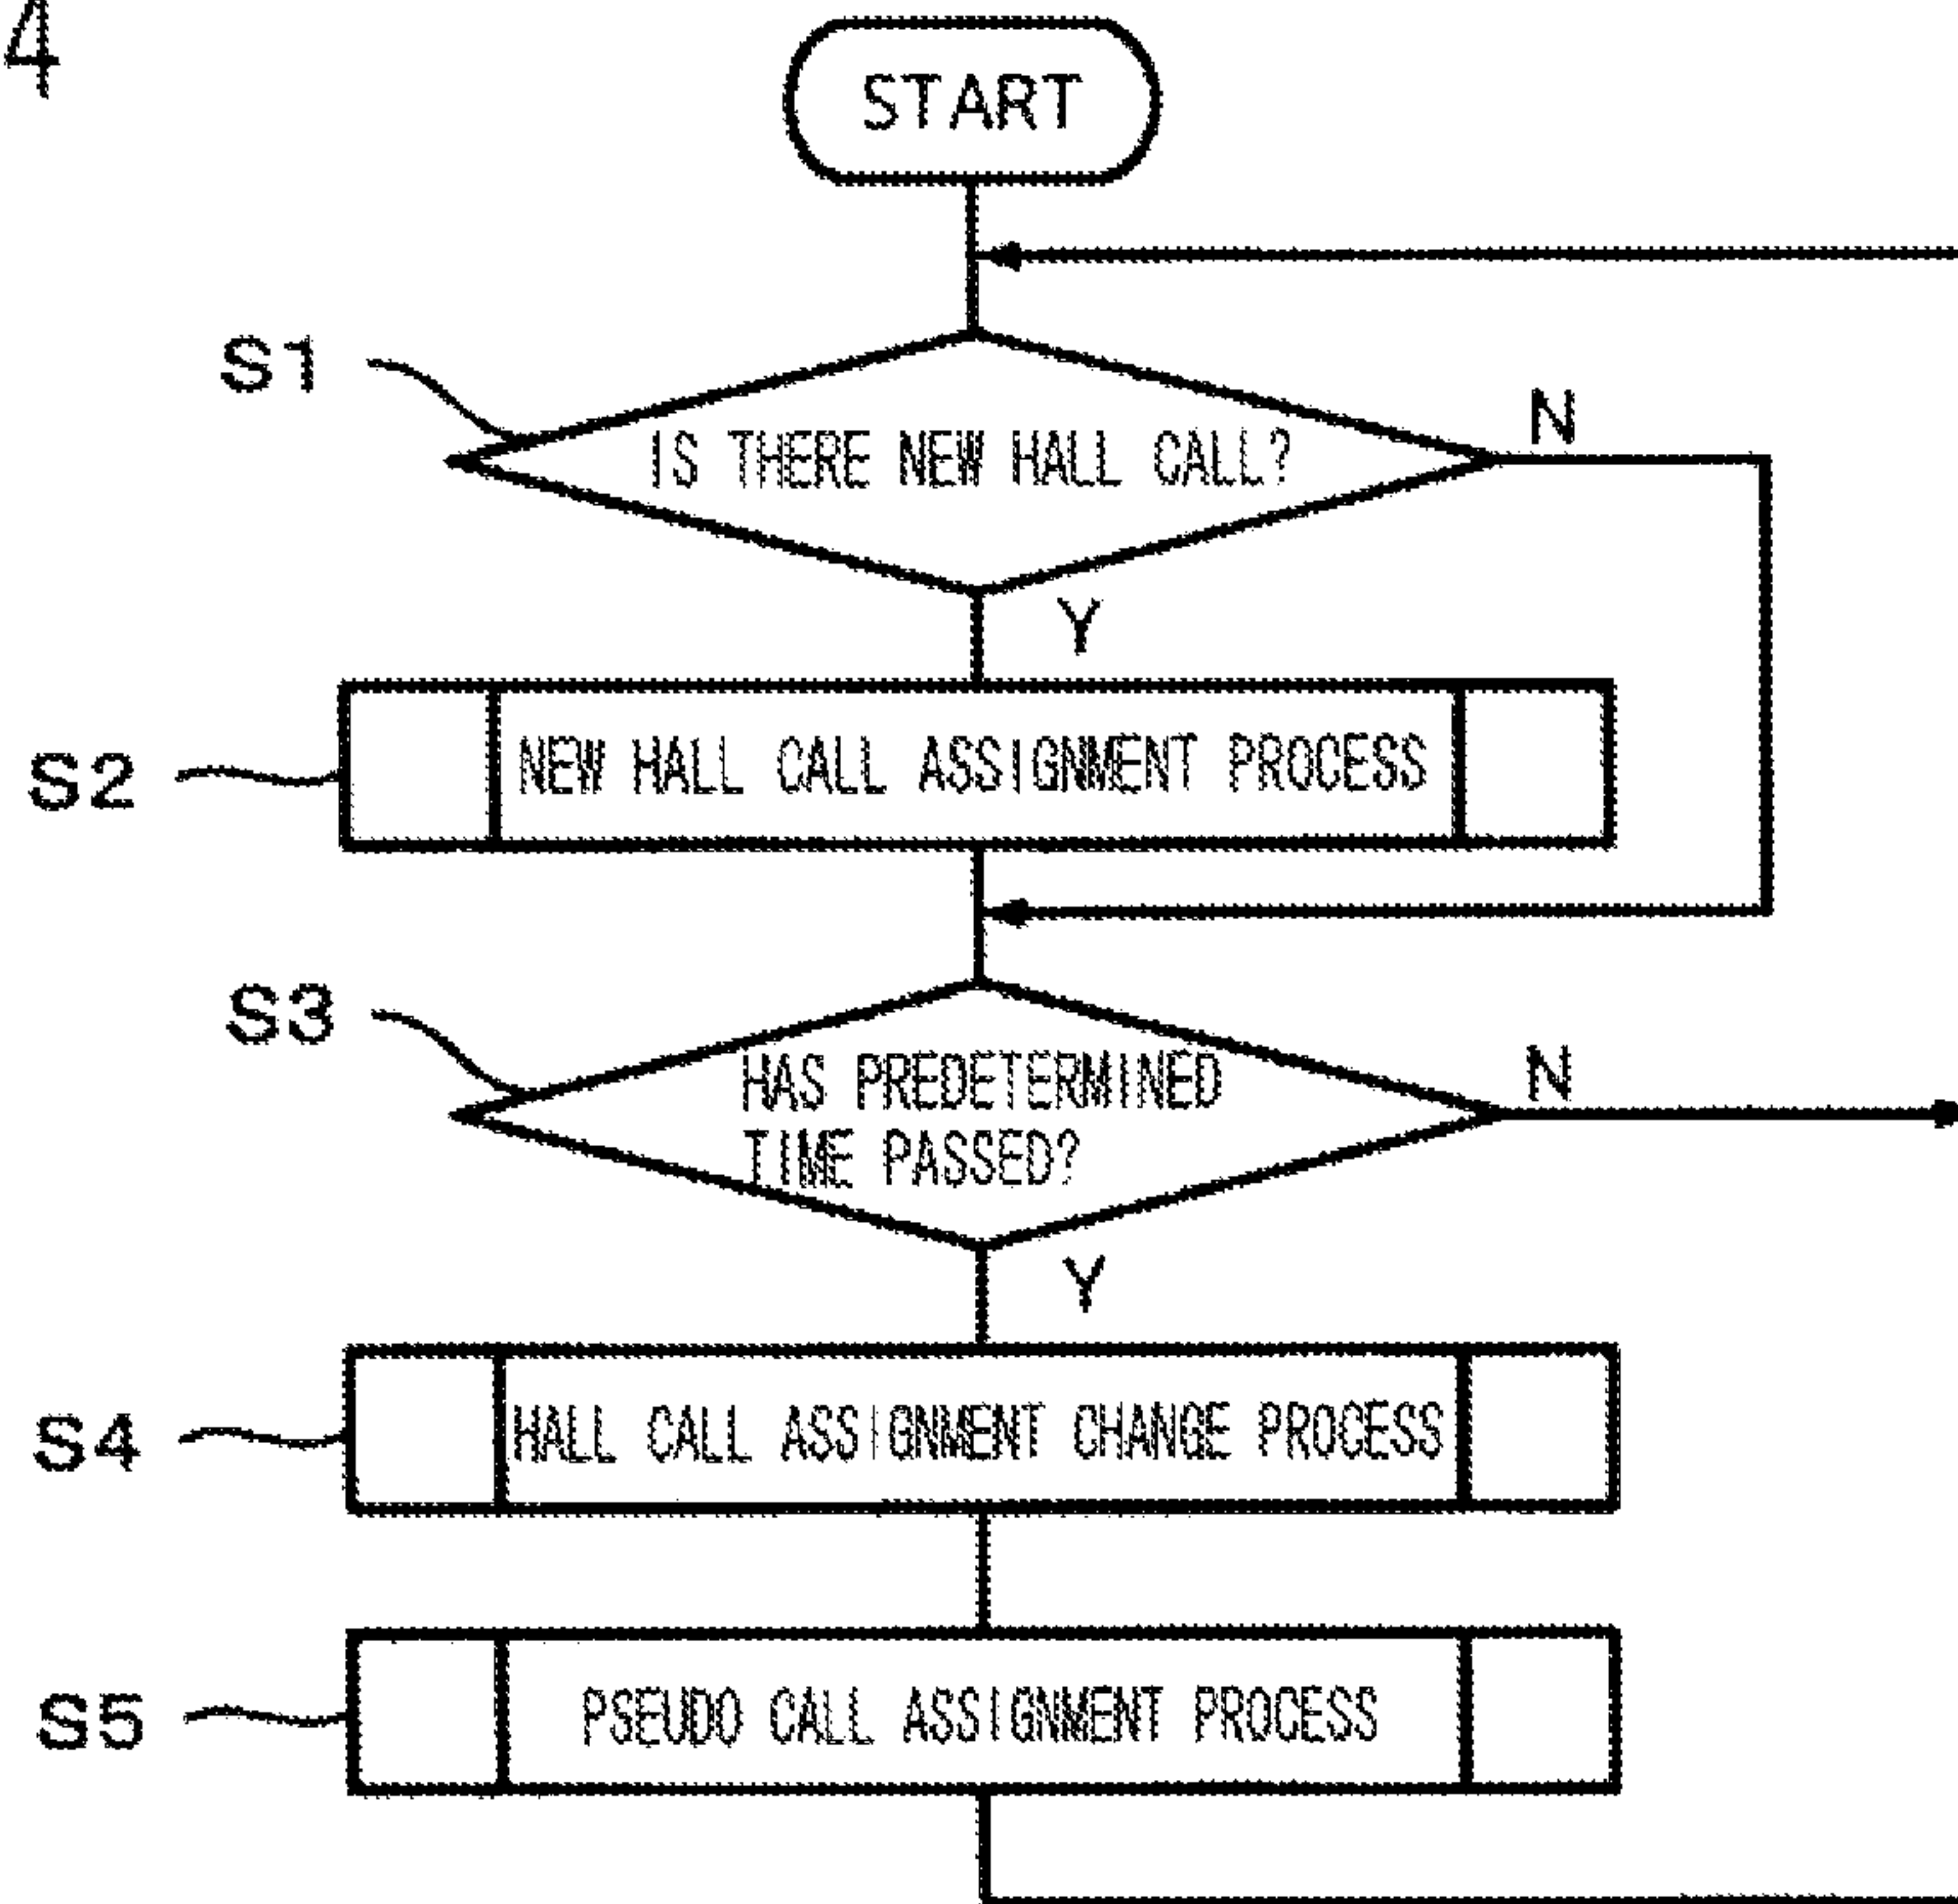 4
START
S1
IS THERE NEW HALL CALL?
N
Y
S2
NEW HALL CALL ASSIGNMENT PROCESS
S3
HAS PREDETERMINED
TIME PASSED?
N
Y
S4
HALL CALL ASSIGNMENT CHANGE PROCESS
S5
PSEUDO CALL ASSIGNMENT PROCESS